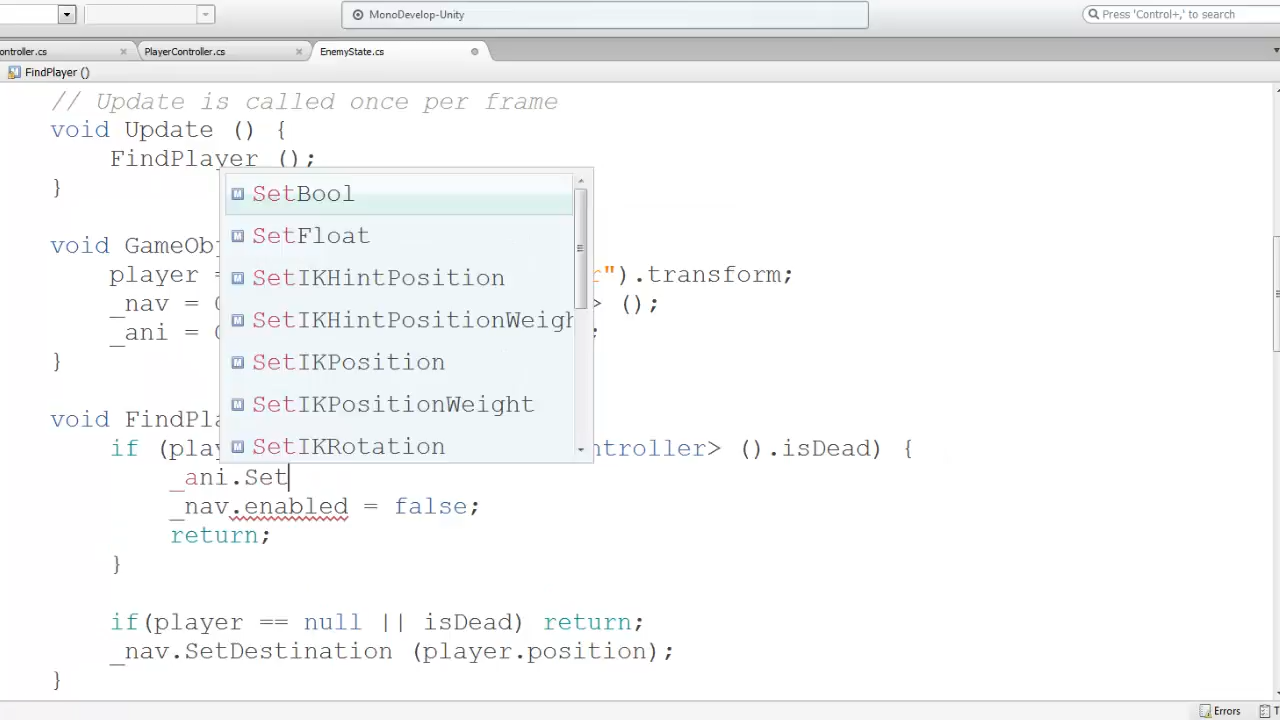 MonoDevelop-Unity
Press 'Control+,' to search
ontroller.cs
PlayerController.cs
EnemyState.cs
FindPlayer ()
// Update is called once per frame
void Update () {
FindPlayer ();
}
SetBool
SetFloat
SetIKHintPosition
SetIKHintPositionWeigh
SetIKPosition
SetIKPositionWeight
SetIKRotation
void GameObj
player = r").transform;
_nav = > ();
_ani = ;
}
void FindPla
if (play ntroller> ().isDead) {
_ani.Set
_nav.enabled = false;
return;
}
if(player == null || isDead) return;
_nav.SetDestination (player.position);
}
Errors
T